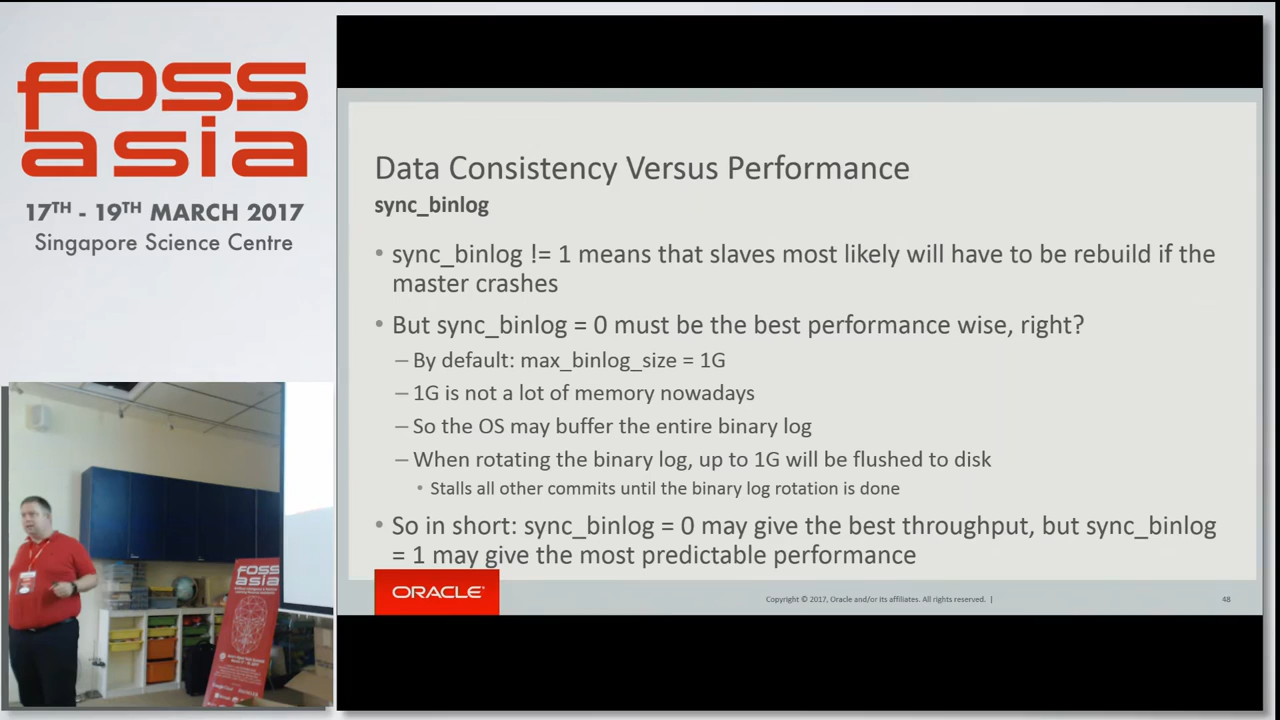 foss
asia
17TH - 19TH MARCH 2017
Singapore Science Centre
Data Consistency Versus Performance
sync_binlog
• sync_binlog != 1 means that slaves most likely will have to be rebuild if the
master crashes
• But sync_binlog = 0 must be the best performance wise, right?
– By default: max_binlog_size = 1G
– 1G is not a lot of memory nowadays
– So the OS may buffer the entire binary log
– When rotating the binary log, up to 1G will be flushed to disk
• Stalls all other commits until the binary log rotation is done
• So in short: sync_binlog = 0 may give the best throughput, but sync_binlog
= 1 may give the most predictable performance
ORACLE®
Copyright © 2017, Oracle and/or its affiliates. All rights reserved. |
48
foss
asia